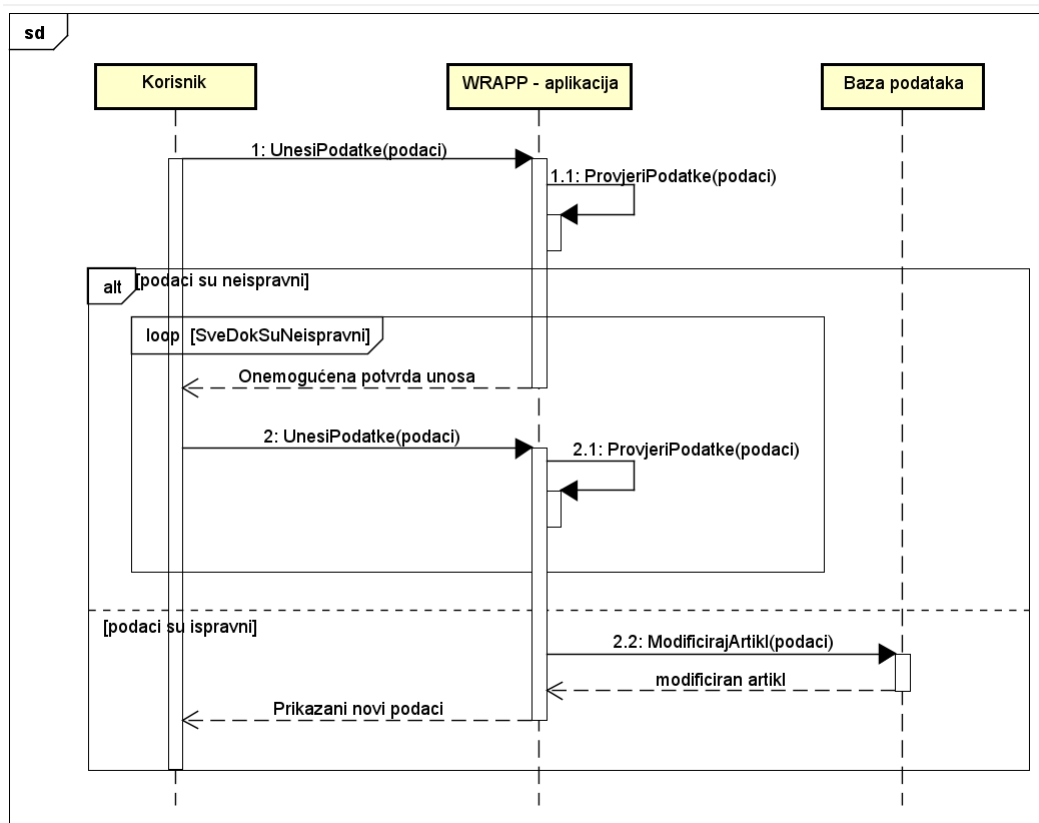 sd
Korisnik
WRAPP - aplikacija
Baza podataka
1: UnesiPodatke(podaci)
1.1: ProvjeriPodatke(podaci)
alt [podaci su neispravni]
loop [SveDokSuNeispravni]
Onemogućena potvrda unosa
2: UnesiPodatke(podaci)
2.1: ProvjeriPodatke(podaci)
[podaci su ispravni]
2.2: ModificirajArtikl(podaci)
modificiran artikl
Prikazani novi podaci